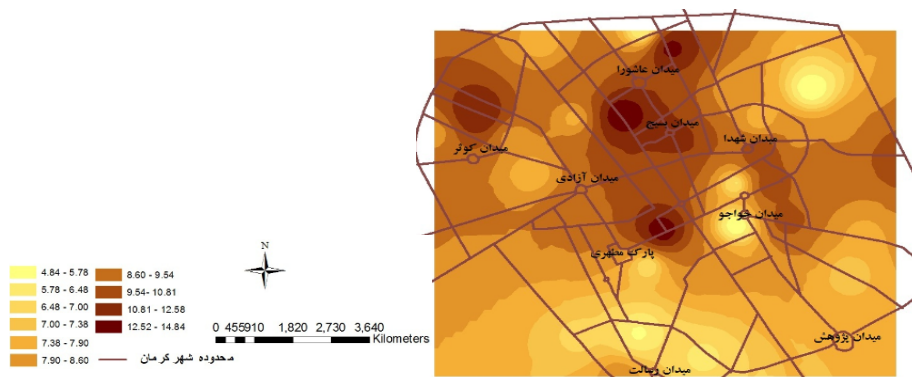 میدان عاشورا
میدان بسیج
میدان شهدا
میدان کوثر
میدان آزادی
میدان خواجو
پارک مطهری
میدان پژوهش
میدان رسالت
N
4.84 - 5.78
5.78 - 6.48
6.48 - 7.00
7.00 - 7.38
7.38 - 7.90
7.90 - 8.60
8.60 - 9.54
9.54- 10.81
10.81 - 12.58
12.52 - 14.84
محدوده شهر کرمان
0 455910 1,820 2,730 3,640
Kilometers